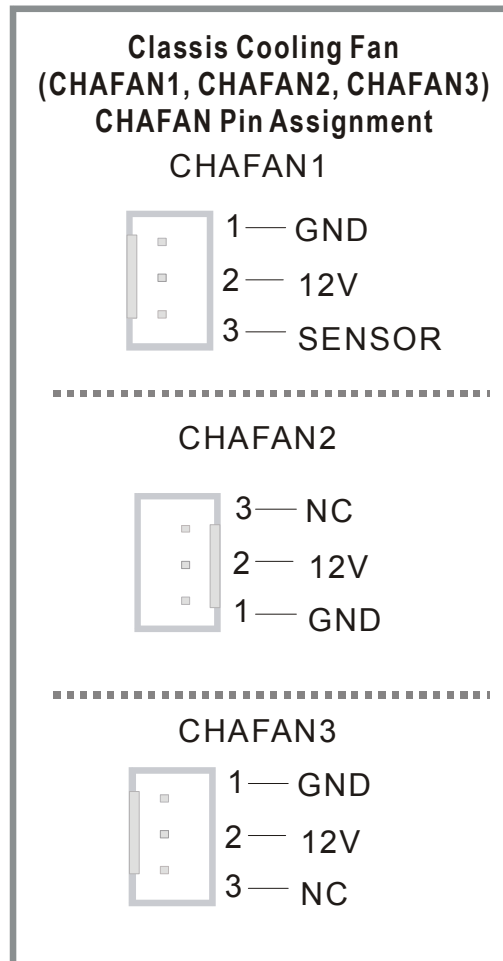 Classis Cooling Fan
(CHAFAN1, CHAFAN2, CHAFAN3)
CHAFAN Pin Assignment
CHAFAN1
1 GND
2 12V
3 SENSOR
CHAFAN2
3 NC
2 12V
1 GND
CHAFAN3
1 GND
2 12V
3 NC